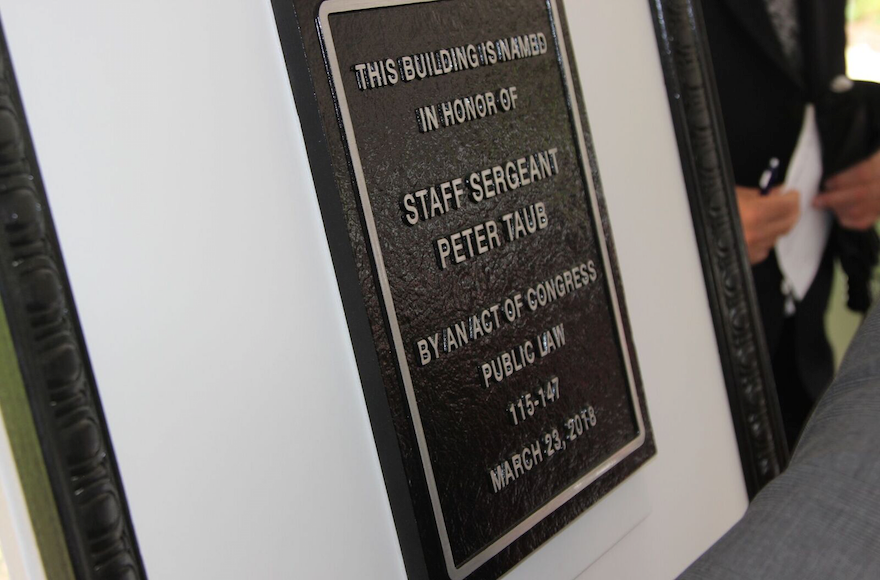 THIS BUILDING IS NAMED
IN HONOR OF
STAFF SERGEANT
PETER TAUB
BY AN ACT OF CONGRESS
PUBLIC LAW
115-147
MARCH 23, 2018